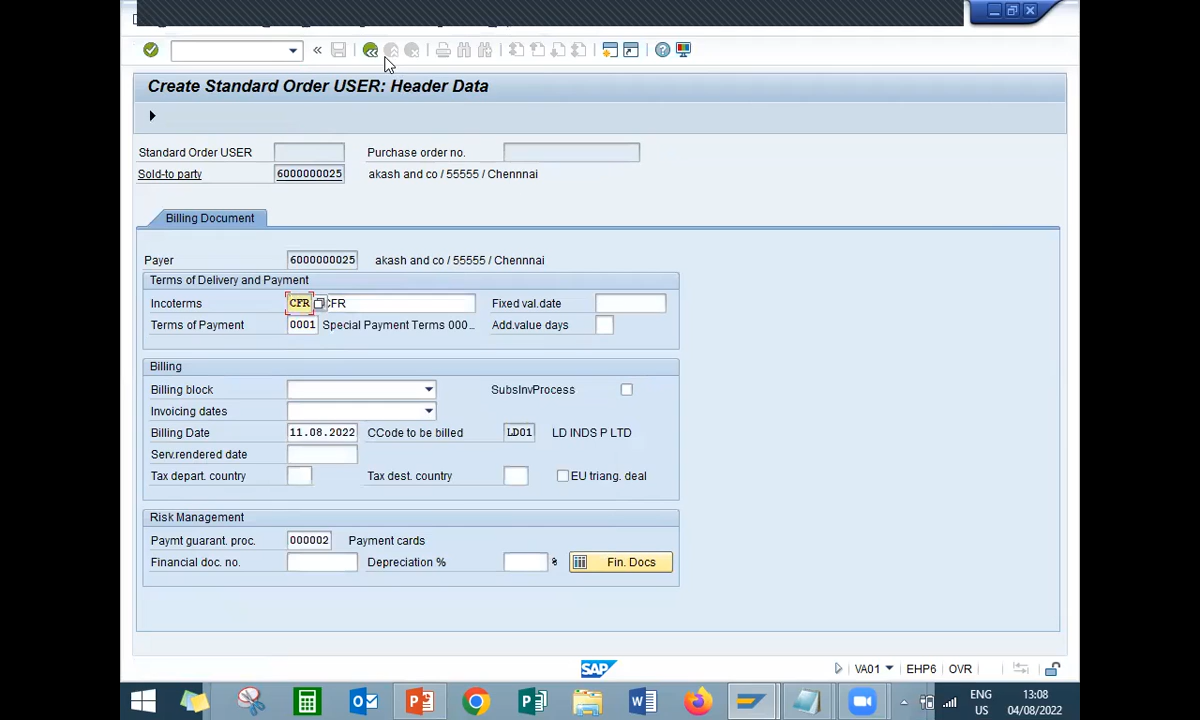 Create Standard Order USER: Header Data
Standard Order USER Purchase order no.
Sold-to party 6000000025 akash and co / 55555 / Chennnai
Billing Document
Payer 6000000025 akash and co / 55555 / Chennnai
Terms of Delivery and Payment
Incoterms CFR CFR Fixed val.date
Terms of Payment 0001 Special Payment Terms 000... Add.value days
Billing
Billing block SubsInvProcess
Invoicing dates
Billing Date 11.08.2022 CCode to be billed LD01 LD INDS P LTD
Serv.rendered date
Tax depart. country Tax dest. country EU triang. deal
Risk Management
Paymt guarant. proc. 000002 Payment cards
Financial doc. no. Depreciation % % Fin. Docs
SAP VA01 EHP6 OVR
ENG 13:08
US 04/08/2022